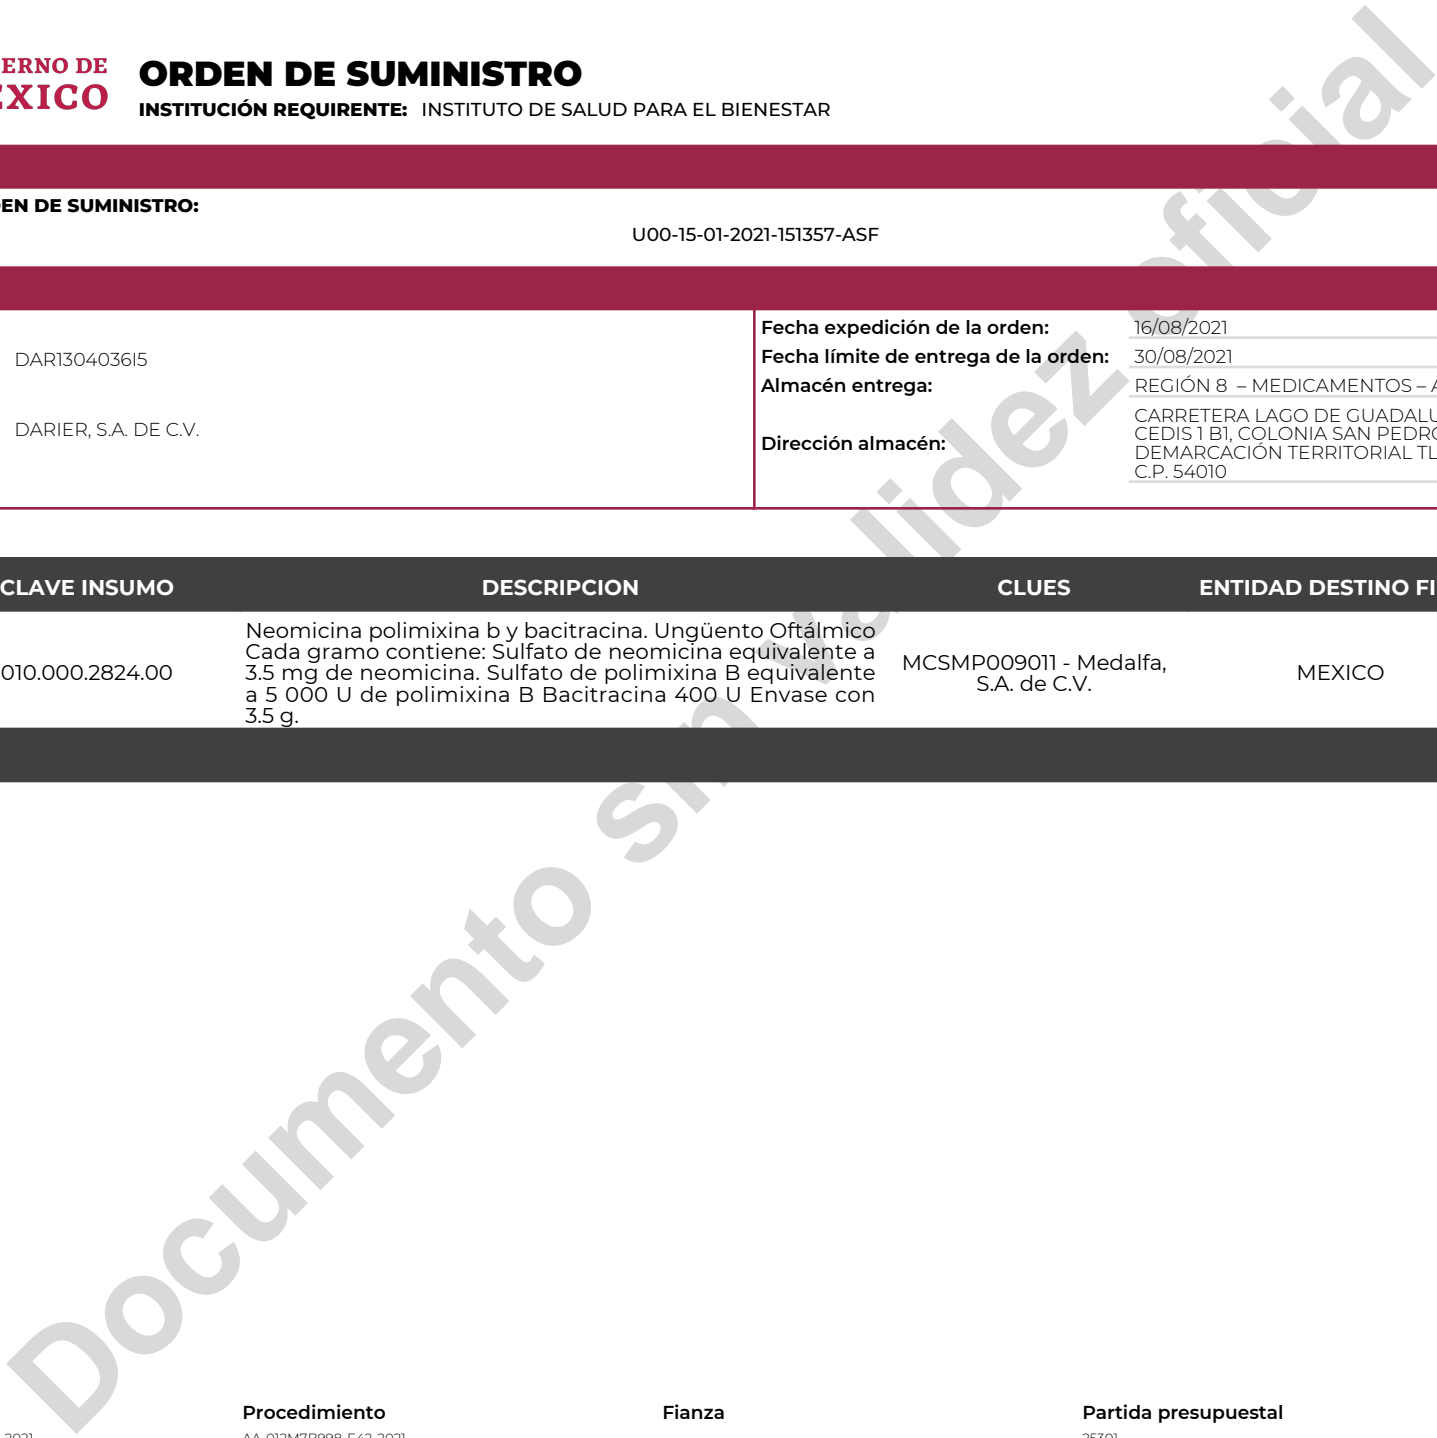 ERNO DE
EXICO
ORDEN DE SUMINISTRO
INSTITUCIÓN REQUIRENTE: INSTITUTO DE SALUD PARA EL BIENESTAR
EN DE SUMINISTRO:
U00-15-01-2021-151357-ASF
DAR1304036I5
DARIER, S.A. DE C.V.
Fecha expedición de la orden: 16/08/2021
Fecha límite de entrega de la orden: 30/08/2021
Almacén entrega: REGIÓN 8 – MEDICAMENTOS – A
Dirección almacén:
CARRETERA LAGO DE GUADALU
CEDIS 1 B1, COLONIA SAN PEDRO
DEMARCACIÓN TERRITORIAL TL
C.P. 54010
CLAVE INSUMO DESCRIPCION CLUES ENTIDAD DESTINO FI
010.000.2824.00
Neomicina polimixina b y bacitracina. Ungüento Oftálmico
Cada gramo contiene: Sulfato de neomicina equivalente a
3.5 mg de neomicina. Sulfato de polimixina B equivalente
a 5 000 U de polimixina B Bacitracina 400 U Envase con
3.5 g.
MCSMP009011 - Medalfa,
S.A. de C.V.
MEXICO
Documento sin validez oficial
Procedimiento Fianza Partida presupuestal